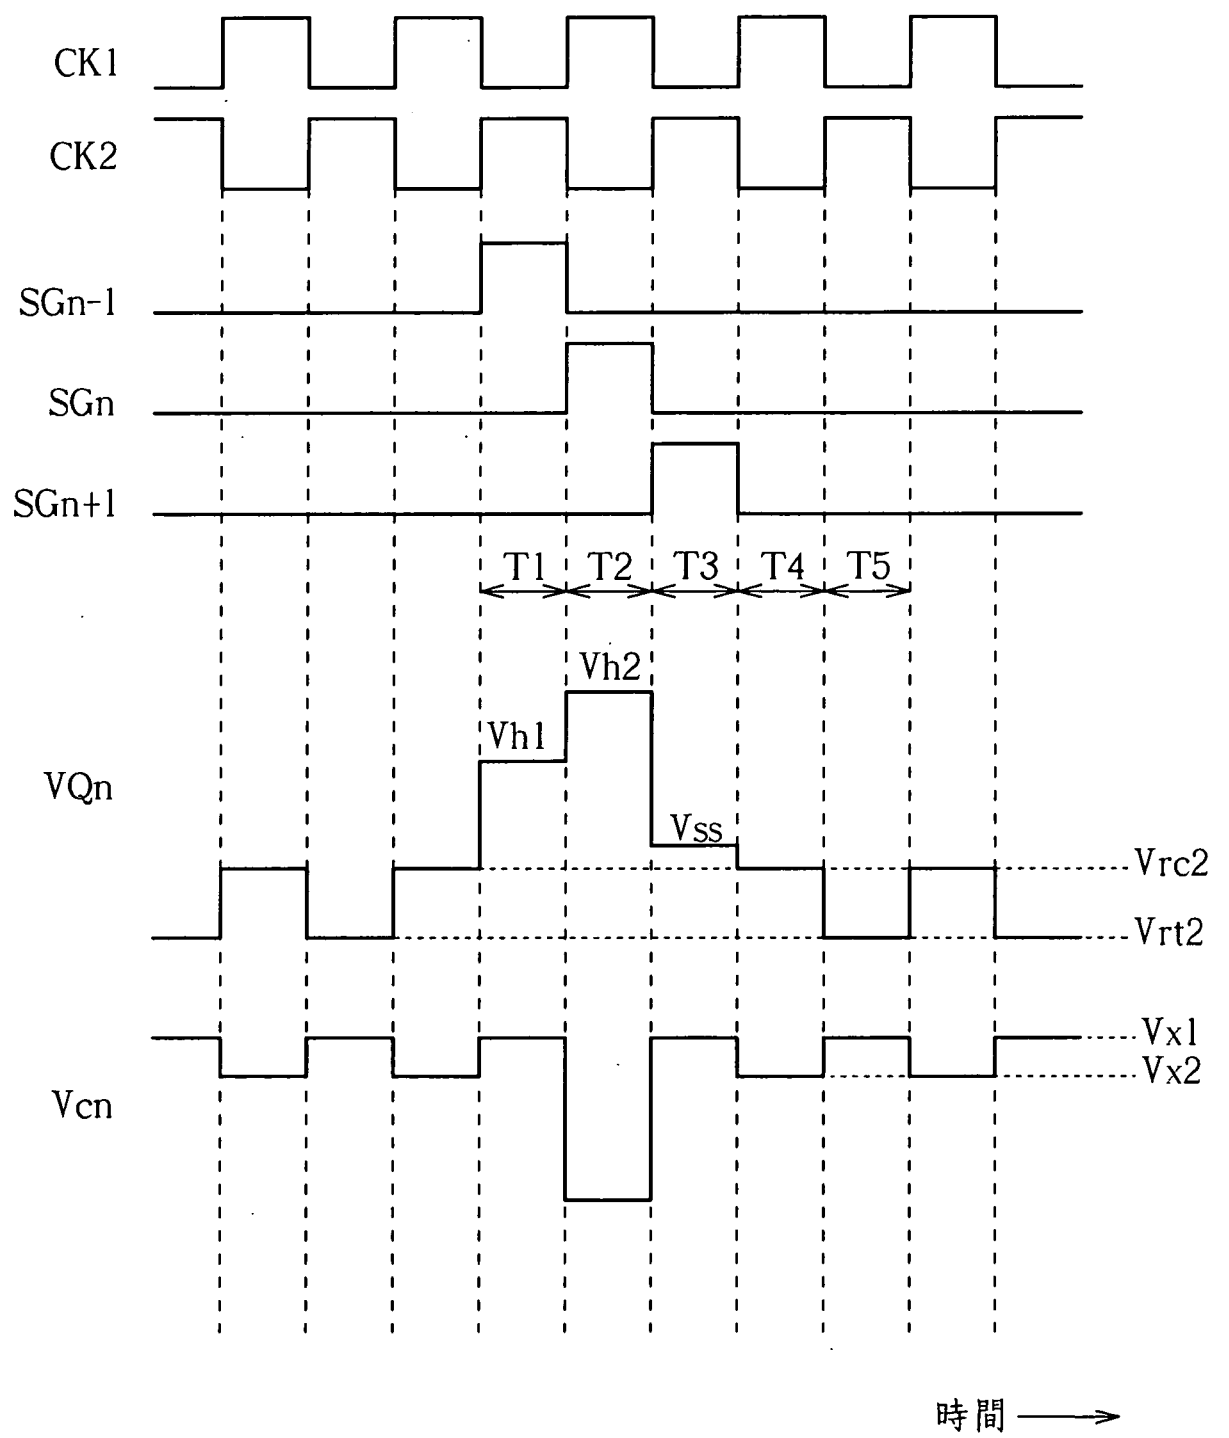 CK1
CK2
SGn-1
SGn
SGn+1
T1 T2 T3 T4 T5
Vh2
Vh1
VQn
Vss
Vrc2
Vrt2
Vx1
Vx2
Vcn
時間